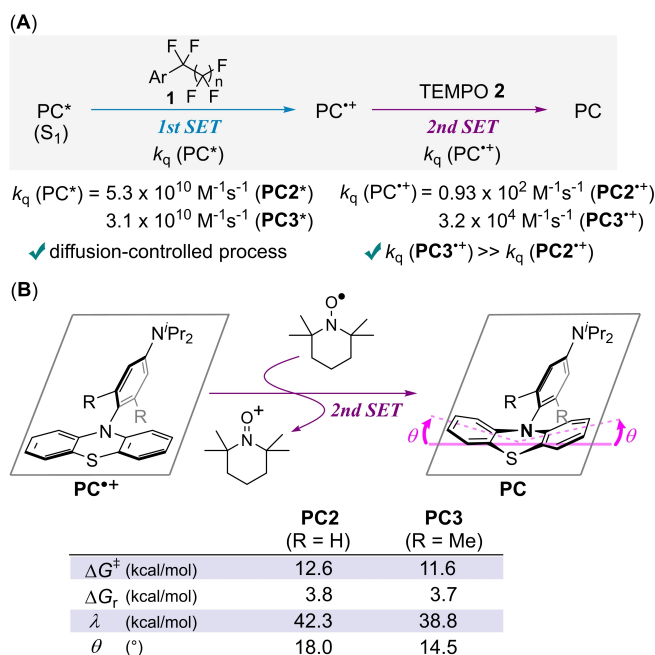 (A)
F F F
Ar n
1 F F
PC* 1st SET PC•+ TEMPO 2 2nd SET PC
(S1)
kq (PC*) kq (PC•+)
kq (PC*) = 5.3 x 10^10 M^-1s^-1 (PC2*) kq (PC•+) = 0.93 x 10^2 M^-1s^-1 (PC2•+)
3.1 x 10^10 M^-1s^-1 (PC3*) 3.2 x 10^4 M^-1s^-1 (PC3•+)
✓ diffusion-controlled process ✓ kq (PC3•+) >> kq (PC2•+)
(B)
O•
N
NiPr2 NiPr2
R R 2nd SET R R
N O+ N
S N θ S θ
PC•+ PC
PC2 PC3
(R = H) (R = Me)
ΔG‡ (kcal/mol) 12.6 11.6
ΔGr (kcal/mol) 3.8 3.7
λ (kcal/mol) 42.3 38.8
θ (°) 18.0 14.5